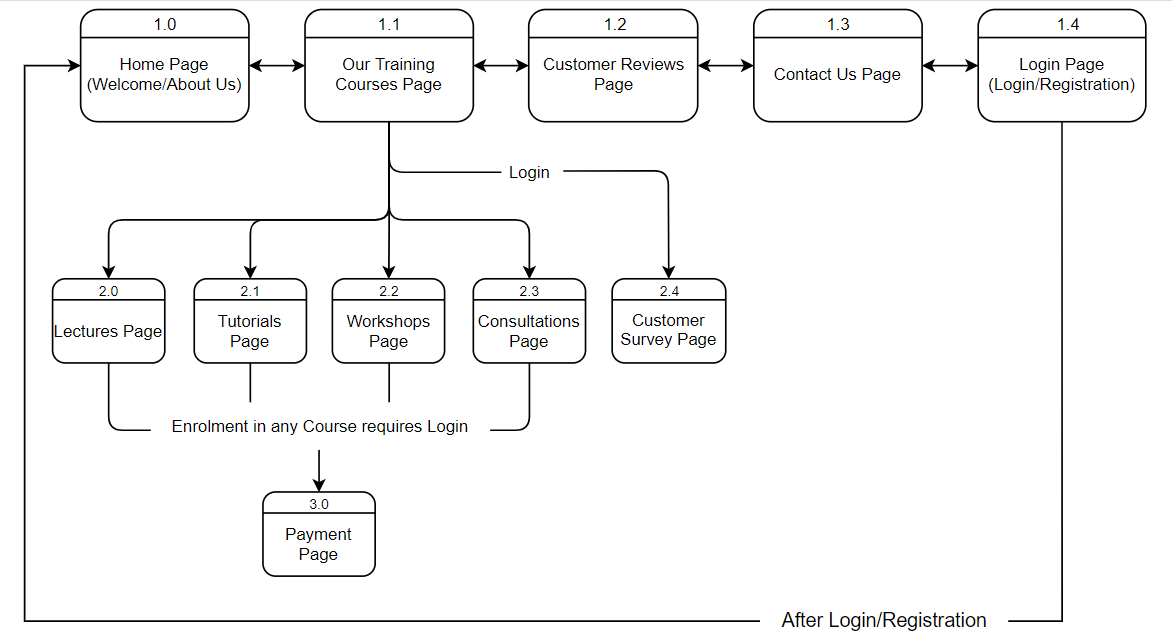 1.0
Home Page
(Welcome/About Us)
1.1
Our Training
Courses Page
1.2
Customer Reviews
Page
1.3
Contact Us Page
1.4
Login Page
(Login/Registration)
Login
2.0
Lectures Page
2.1
Tutorials
Page
2.2
Workshops
Page
2.3
Consultations
Page
2.4
Customer
Survey Page
Enrolment in any Course requires Login
3.0
Payment
Page
After Login/Registration